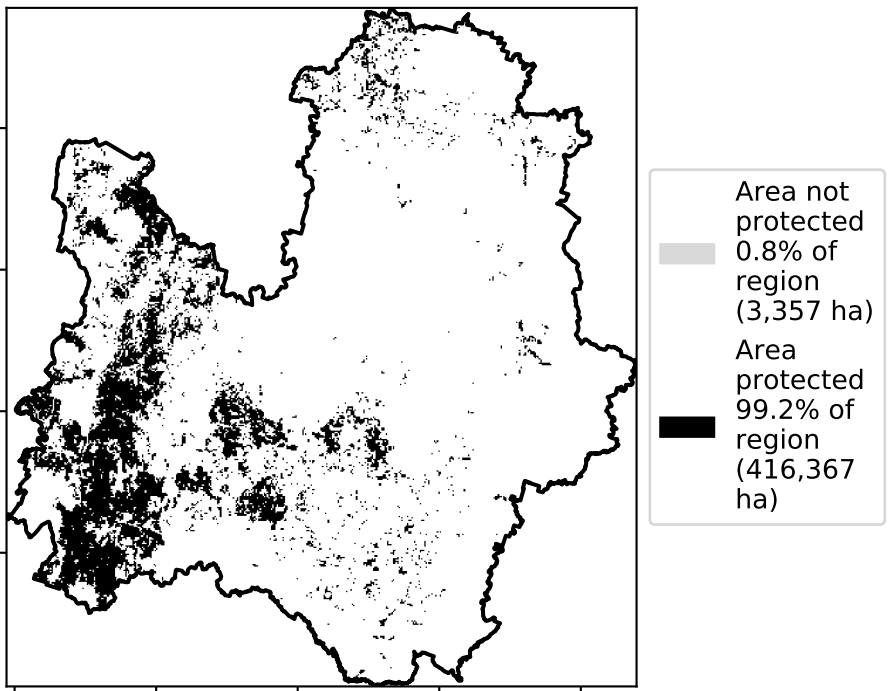 Area not
protected
0.8% of
region
(3,357 ha)
Area
protected
99.2% of
region
(416,367
ha)